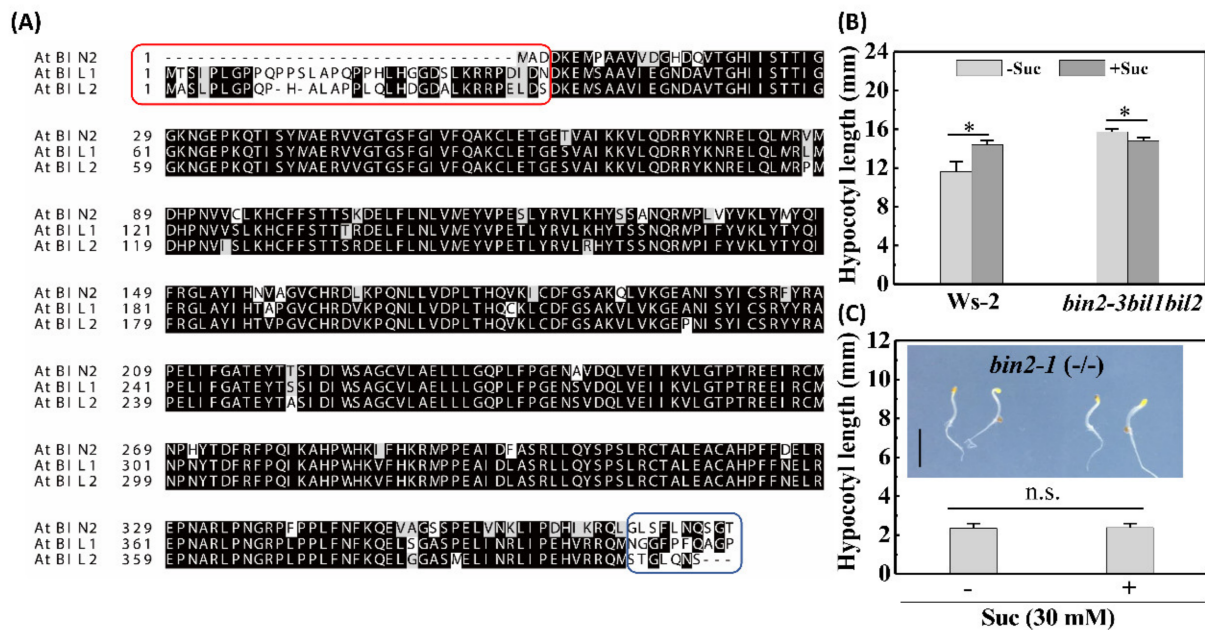 (A)
At BIN2 1 --------------------------------MADDKEMPAAVVDGHDQVTGHIISTTIG
At BIL1 1 MTSIPLGPPQPPSLAPQPPHLHGGDSLKRRPDIDNDKEMSAAVIEGNDAVTGHIISTTIG
At BIL2 1 MASLPLGPQP-H-ALAPPLQLHDGDALKRRPELDSDKEMSAAVIEGNDAVTGHIISTTIG
At BIN2 29 GKNGEPKQTISYMAERVVGTGSFGIVFQAKCLETGETVAIKKVLQDRRYKNRELQLMRVM
At BIL1 61 GKNGEPKQTISYMAERVVGTGSFGIVFQAKCLETGESVAIKKVLQDRRYKNRELQLMRLM
At BIL2 59 GKNGEPKQTISYMAERVVGTGSFGIVFQAKCLETGESVAIKKVLQDRRYKNRELQLMRPM
At BIN2 89 DHPNVVCLKHCFFSTTSKDELFLNLVMEYVPESLYRVLKHYSSANQRMPLVYVKLYMYQI
At BIL1 121 DHPNVVSLKHCFFSTTTRDELFLNLVMEYVPETLYRVLKHYTSSNQRMPIFYVKLYTYQI
At BIL2 119 DHPNVISLKHCFFSTTSRDELFLNLVMEYVPETLYRVLRHYTSSNQRMPIFYVKLYTYQI
At BIN2 149 FRGLAYIHNVAGVCHRDLKPQNLLVDPLTHQVKICDFGSAKQLVKGEANISYICSRFYRA
At BIL1 181 FRGLAYIHTAPGVCHRDVKPQNLLVDPLTHQCKLCDFGSAKVLVKGEANISYICSRYYRA
At BIL2 179 FRGLAYIHTVPGVCHRDVKPQNLLVDPLTHQVKLCDFGSAKVLVKGEPNISYICSRYYRA
At BIN2 209 PELIFGATEYTTSIDIWSAGCVLAELLLGQPLFPGENAVDQLVEIIKVLGTPTREEIRCM
At BIL1 241 PELIFGATEYTSSIDIWSAGCVLAELLLGQPLFPGENSVDQLVEIIKVLGTPTREEIRCM
At BIL2 239 PELIFGATEYTASIDIWSAGCVLAELLLGQPLFPGENSVDQLVEIIKVLGTPTREEIRCM
At BIN2 269 NPHYTDFRFPQIKAHPWHKIFHKRMPPEAIDFASRLLQYSPSLRCTALEACAHPFFDELR
At BIL1 301 NPNYTDFRFPQIKAHPWHKVFHKRMPPEAIDLASRLLQYSPSLRCTALEACAHPFFNELR
At BIL2 299 NPNYTDFRFPQIKAHPWHKVFHKRMPPEAIDLASRLLQYSPSLRCTALEACAHPFFNELR
At BIN2 329 EPNARLPNGRPFPPLFNFKQEVAGSSPELVNKLIPDHIKRQLGLSFLNQSGT
At BIL1 361 EPNARLPNGRPLPPLFNFKQELSGASPELINRLIPEHVRRQMNGGFPFQAGP
At BIL2 359 EPNARLPNGRPLPPLFNFKQELGGASMELINRLIPEHVRRQMSTGLQNS---
(B)
Hypocotyl length (mm)
24
20
16
12
8
4
0
-Suc +Suc
* *
Ws-2 bin2-3bil1bil2
(C)
Hypocotyl length (mm)
12
10
8
6
4
2
0
bin2-1 (-/-)
n.s.
- +
Suc (30 mM)